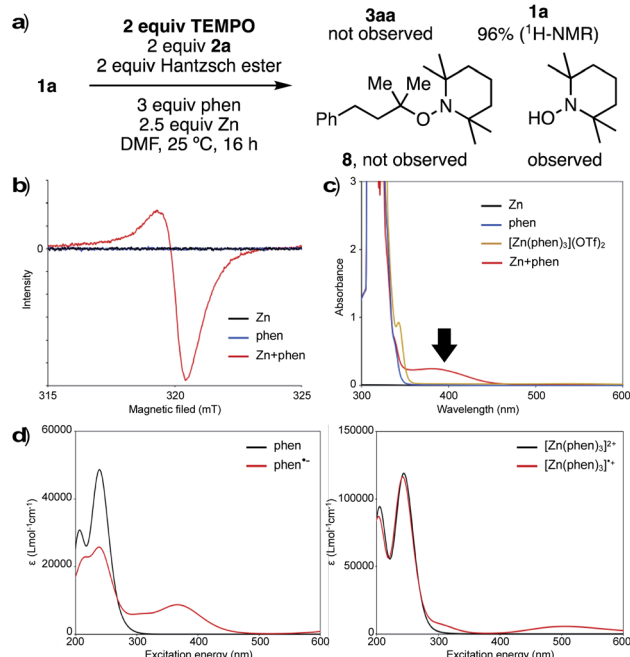 a)
2 equiv TEMPO
2 equiv 2a
2 equiv Hantzsch ester
1a
3 equiv phen
2.5 equiv Zn
DMF, 25 ºC, 16 h
3aa
not observed
1a
96% (¹H-NMR)
Me Me
Ph O N
8, not observed
HO N
observed
b)
0
Intensity
Zn
phen
Zn+phen
315 320 325
Magnetic filed (mT)
c)
3
2
1
0
Absorbance
Zn
phen
[Zn(phen)₃](OTf)₂
Zn+phen
300 400 500 600
Wavelength (nm)
d)
60000
40000
20000
0
ε (Lmol⁻¹cm⁻¹)
phen
phen•⁻
200 300 400 500 600
Excitation energy (nm)
150000
100000
50000
0
ε (Lmol⁻¹cm⁻¹)
[Zn(phen)₃]²⁺
[Zn(phen)₃]•⁺
200 300 400 500 600
Excitation energy (nm)